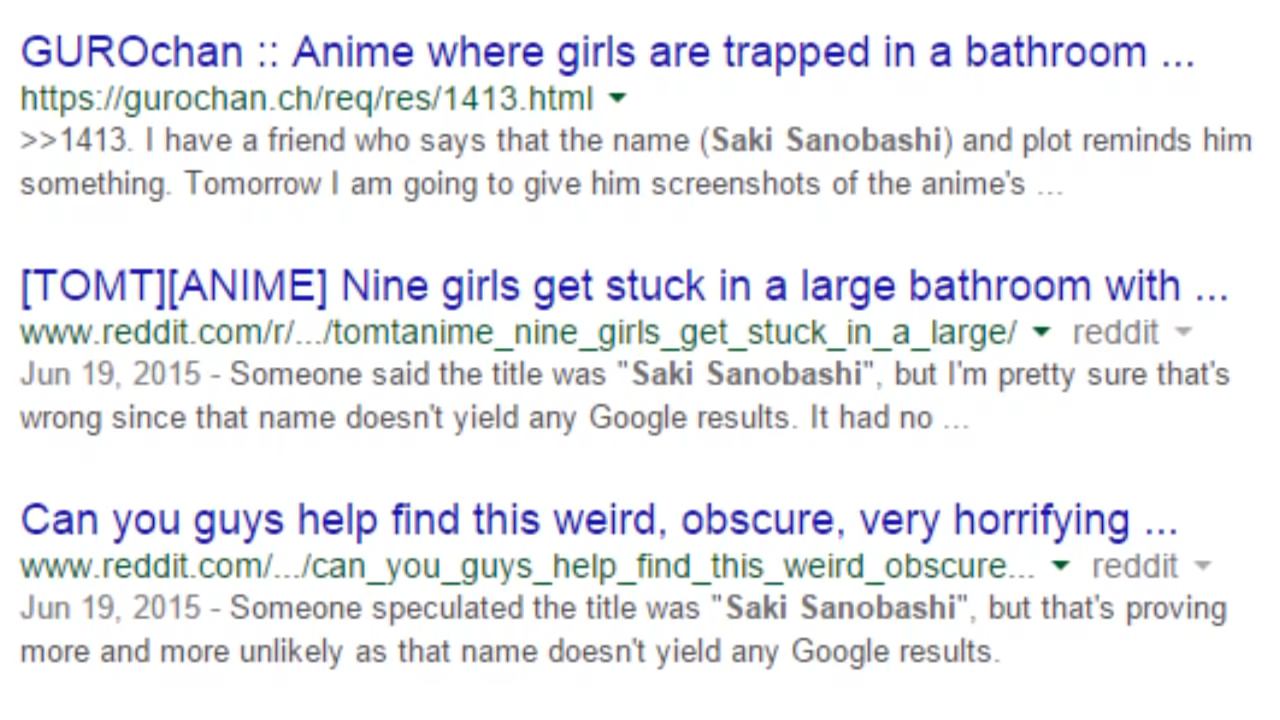 GUROchan :: Anime where girls are trapped in a bathroom ...
https://gurochan.ch/req/res/1413.html
>>1413. I have a friend who says that the name (Saki Sanobashi) and plot reminds him
something. Tomorrow I am going to give him screenshots of the anime's ...
[TOMT][ANIME] Nine girls get stuck in a large bathroom with ...
www.reddit.com/r/.../tomtanime_nine_girls_get_stuck_in_a_large/ reddit
Jun 19, 2015 - Someone said the title was "Saki Sanobashi", but I'm pretty sure that's
wrong since that name doesn't yield any Google results. It had no ...
Can you guys help find this weird, obscure, very horrifying ...
www.reddit.com/.../can_you_guys_help_find_this_weird_obscure... reddit
Jun 19, 2015 - Someone speculated the title was "Saki Sanobashi", but that's proving
more and more unlikely as that name doesn't yield any Google results.